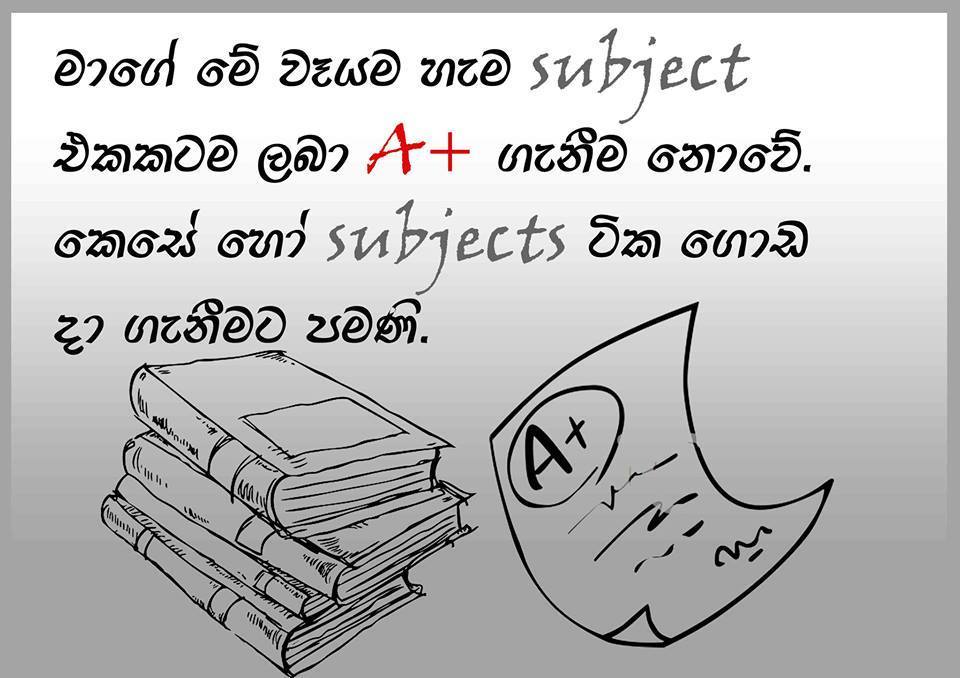 මාගේ මේ වෑයම හැම subject
එකකටම ලබා A+ ගැනීම නොවේ.
කෙසේ හෝ subjects ටික ගොඩ
දා ගැනීමට පමණි.
A+